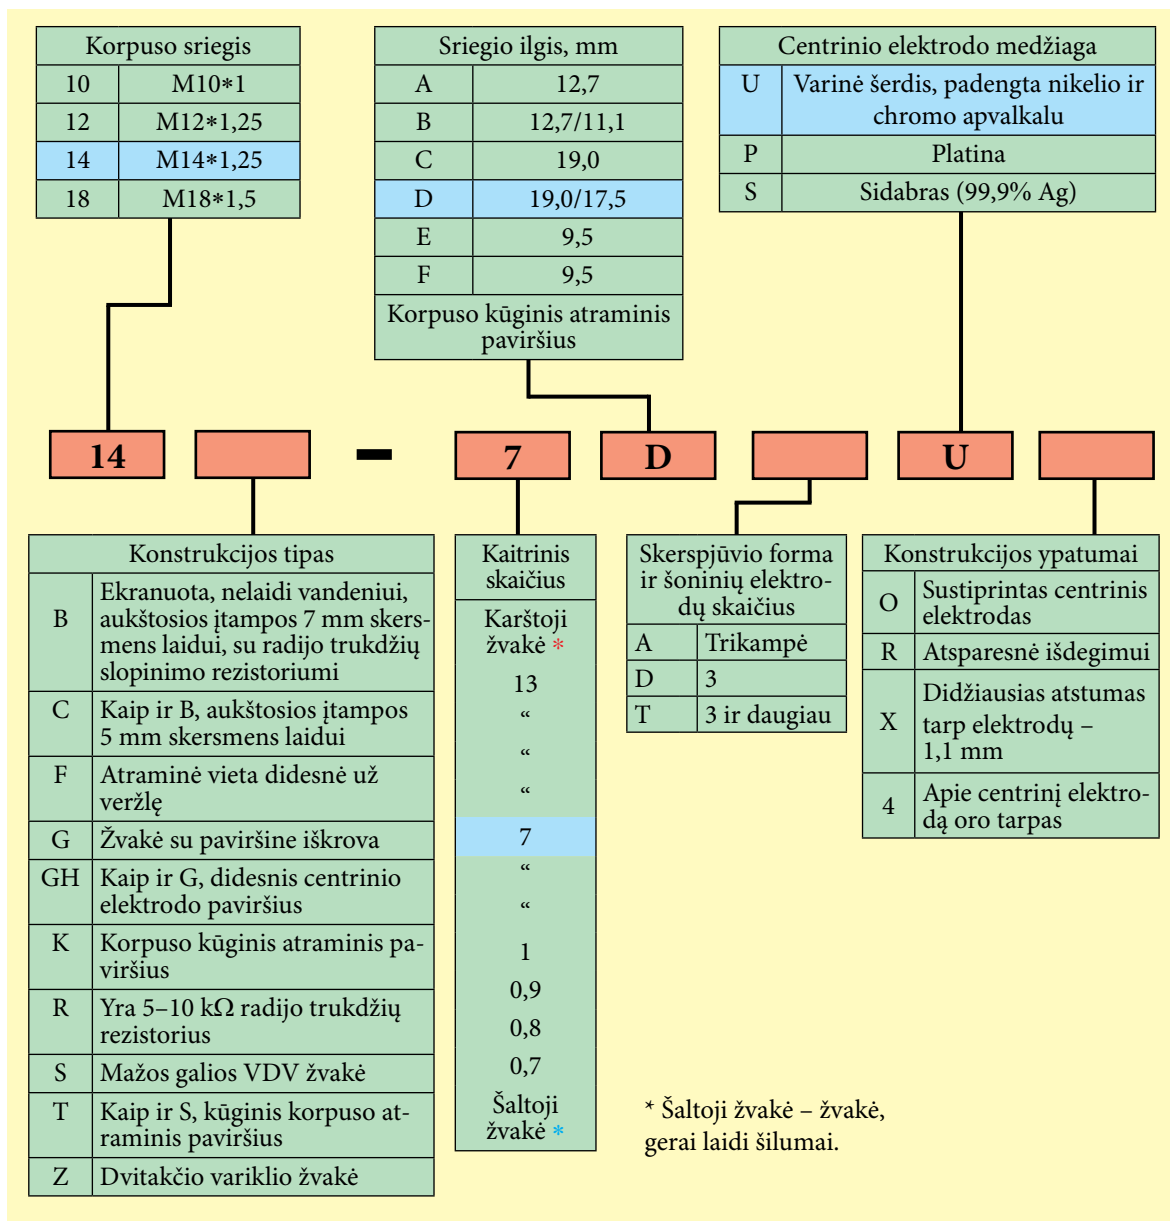 Korpuso sriegis
10 M10*1
12 M12*1,25
14 M14*1,25
18 M18*1,5
Sriegio ilgis, mm
A 12,7
B 12,7/11,1
C 19,0
D 19,0/17,5
E 9,5
F 9,5
Korpuso kūginis atraminis
paviršius
Centrinio elektrodo medžiaga
U Varinė šerdis, padengta nikelio ir
chromo apvalkalu
P Platina
S Sidabras (99,9% Ag)
14 – 7 D U
Konstrukcijos tipas
B Ekranuota, nelaidi vandeniui,
aukštosios įtampos 7 mm skers-
mens laidui, su radijo trukdžių
slopinimo rezistoriumi
C Kaip ir B, aukštosios įtampos
5 mm skersmens laidui
F Atraminė vieta didesnė už
veržlę
G Žvakė su paviršine iškrova
GH Kaip ir G, didesnis centrinio
elektrodo paviršius
K Korpuso kūginis atraminis pa-
viršius
R Yra 5–10 kΩ radijo trukdžių
rezistorius
S Mažos galios VDV žvakė
T Kaip ir S, kūginis korpuso at-
raminis paviršius
Z Dvitakčio variklio žvakė
Kaitrinis
skaičius
Karštoji
žvakė *
13
“
“
“
7
“
“
1
0,9
0,8
0,7
Šaltoji
žvakė *
Skerspjūvio forma
ir šoninių elektro-
dų skaičius
A Trikampė
D 3
T 3 ir daugiau
Konstrukcijos ypatumai
O Sustiprintas centrinis
elektrodas
R Atsparesnė išdegimui
X Didžiausias atstumas
tarp elektrodų –
1,1 mm
4 Apie centrinį elektro-
dą oro tarpas
* Šaltoji žvakė – žvakė,
gerai laidi šilumai.